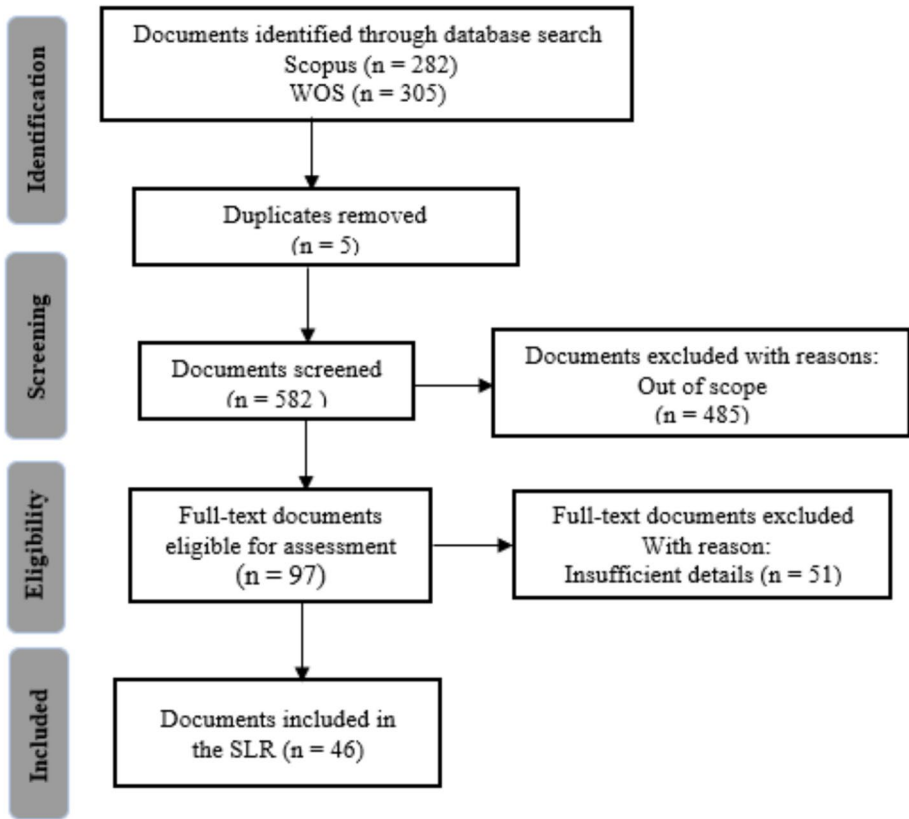 Identification
Documents identified through database search
Scopus (n = 282)
WOS (n = 305)
Duplicates removed
(n = 5)
Screening
Documents screened
(n = 582 )
Documents excluded with reasons:
Out of scope
(n = 485)
Eligibility
Full-text documents
eligible for assessment
(n = 97)
Full-text documents excluded
With reason:
Insufficient details (n = 51)
Included
Documents included in
the SLR (n = 46)